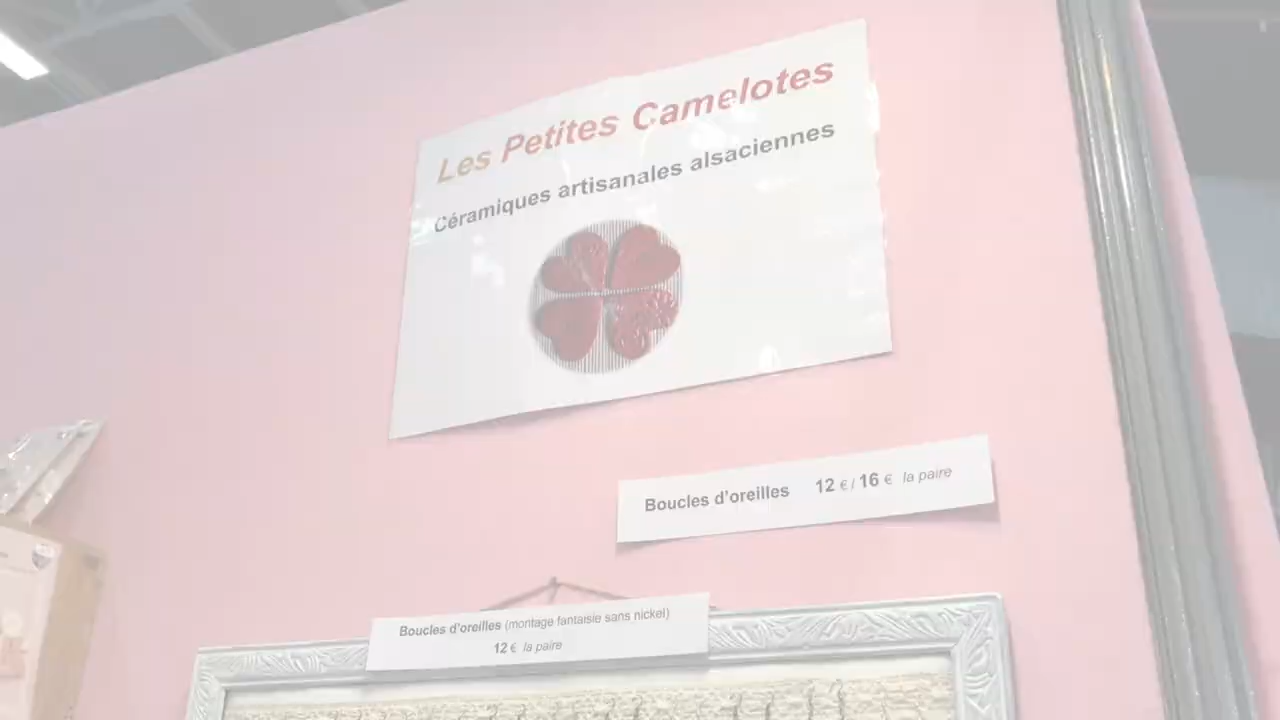 Les Petites Camelotes
Céramiques artisanales alsaciennes
Boucles d'oreilles 12 € / 16 € la paire
Boucles d'oreilles (montage fantaisie sans nickel)
12 € la paire